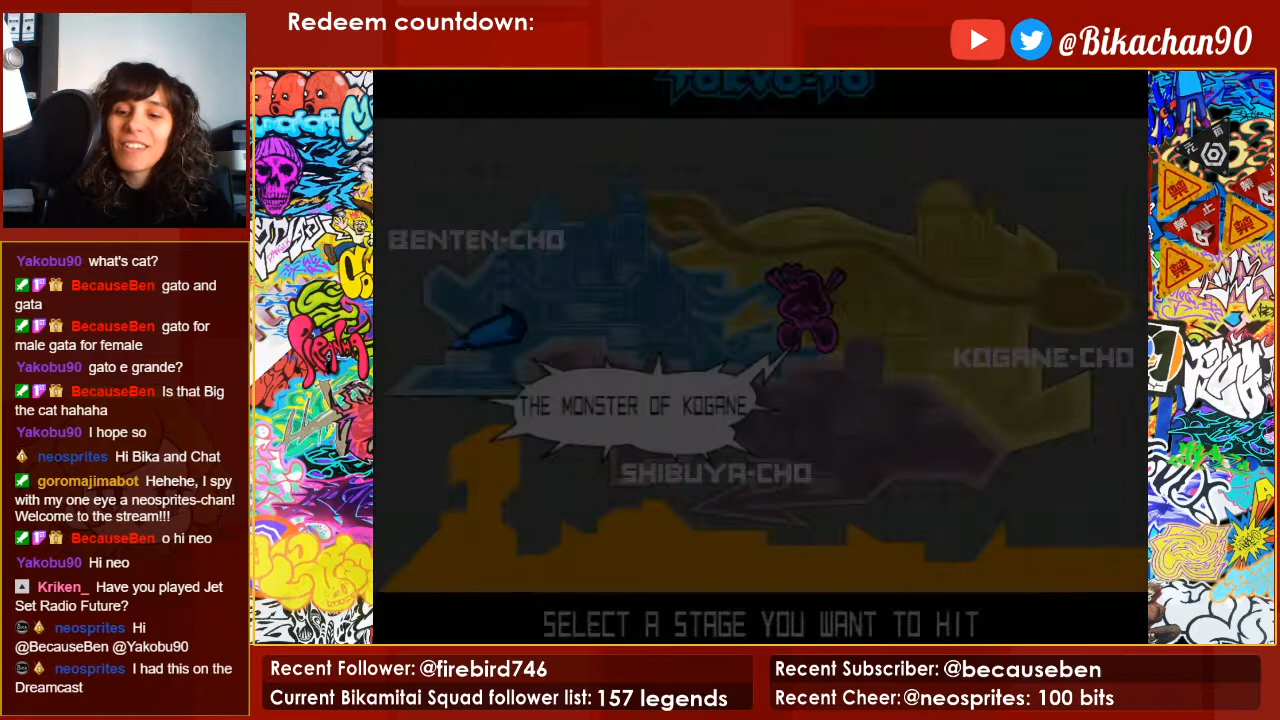 Redeem countdown:
@Bikachan90
TOKYO-TO
BENTEN-CHO
KOGANE-CHO
THE MONSTER OF KOGANE
SHIBUYA-CHO
SELECT A STAGE YOU WANT TO HIT
Yakobu90 what's cat?
BecauseBen gato and
gata
BecauseBen gato for
male gata for female
Yakobu90 gato e grande?
BecauseBen Is that Big
the cat hahaha
Yakobu90 I hope so
neosprites Hi Bika and Chat
goromajimabot Hehehe, I spy
with my one eye a neosprites-chan!
Welcome to the stream!!!
BecauseBen o hi neo
Yakobu90 Hi neo
Kriken_ Have you played Jet
Set Radio Future?
neosprites Hi
@BecauseBen @Yakobu90
neosprites I had this on the
Dreamcast
Recent Follower: @firebird746
Current Bikamitai Squad follower list: 157 legends
Recent Subscriber: @becauseben
Recent Cheer: @neosprites: 100 bits